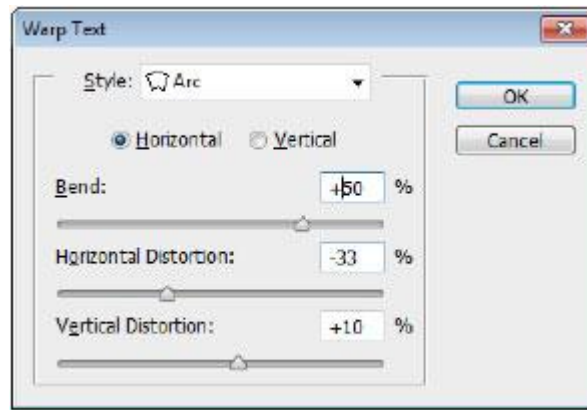 Warp Text
Style: Arc
OK
Horizontal Vertical
Cancel
Bend: +50 %
Horizontal Distortion: -33 %
Vertical Distortion: +10 %